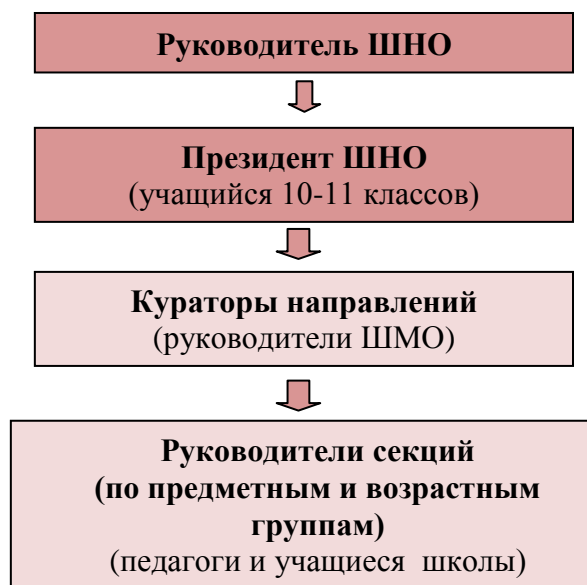 Руководитель ШНО
Президент ШНО
(учащийся 10-11 классов)
Кураторы направлений
(руководители ШМО)
Руководители секций
(по предметным и возрастным
группам)
(педагоги и учащиеся школы)